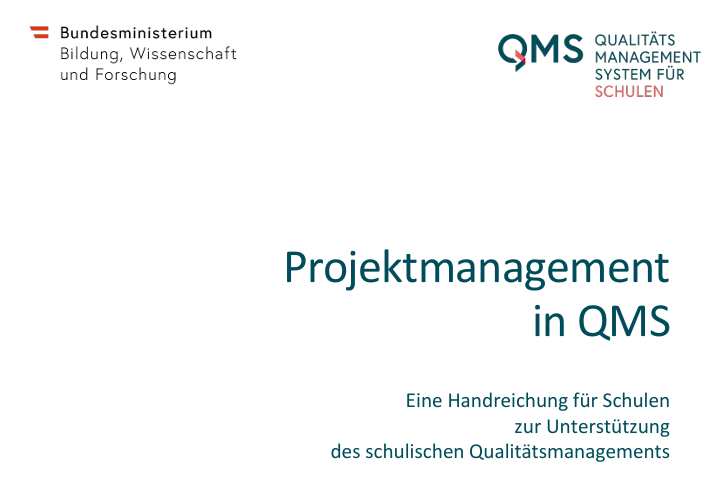 Bundesministerium
Bildung, Wissenschaft
und Forschung
QMS
QUALITÄTS
MANAGEMENT
SYSTEM FÜR
SCHULEN
Projektmanagement
in QMS
Eine Handreichung für Schulen
zur Unterstützung
des schulischen Qualitätsmanagements